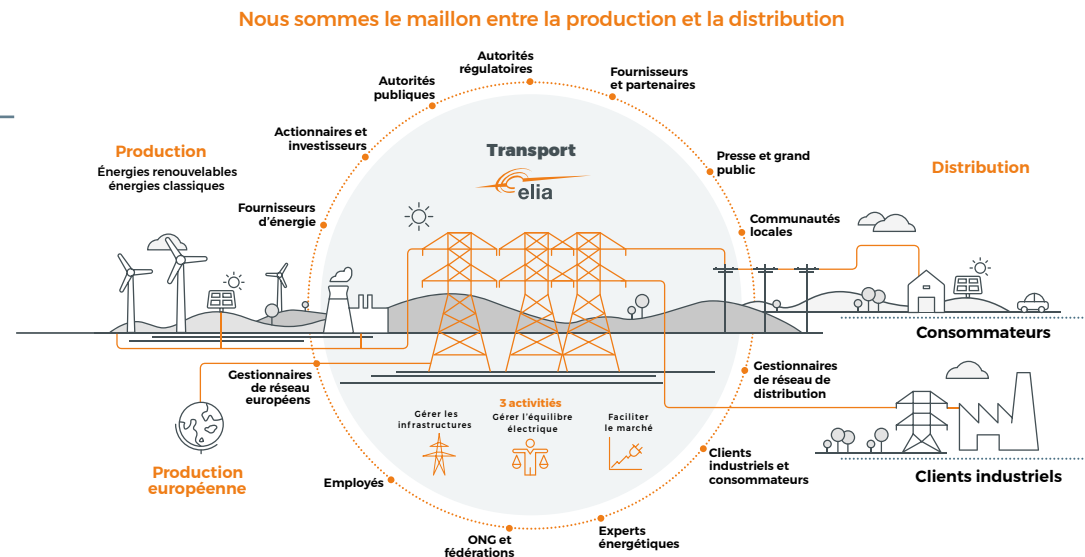 Nous sommes le maillon entre la production et la distribution
Autorités
régulatoires
Autorités
publiques
Fournisseurs
et partenaires
Actionnaires et
investisseurs
Transport
elia
Presse et grand
public
Production
Énergies renouvelables
énergies classiques
Distribution
Fournisseurs
d'énergie
Communautés
locales
Consommateurs
Gestionnaires
de réseau
européens
Gestionnaires
de réseau de
distribution
3 activitiés
Gérer les
infrastructures
Gérer l'équilibre
électrique
Faciliter
le marché
Production
européenne
Employés
Clients
industriels et
consommateurs
Clients industriels
ONG et
fédérations
Experts
énergétiques